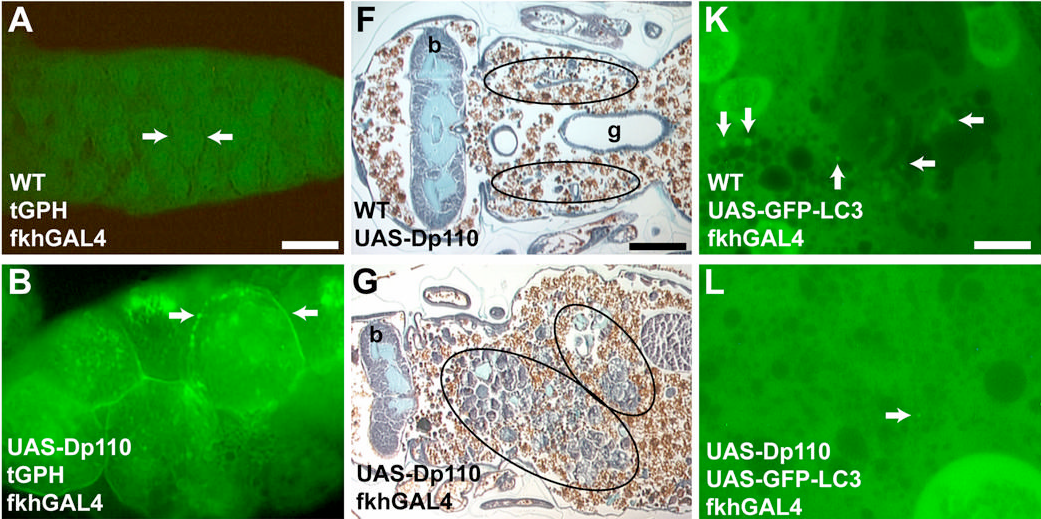 A
WT
tGPH
fkhGAL4
B
UAS-Dp110
tGPH
fkhGAL4
F
b
g
WT
UAS-Dp110
G
b
UAS-Dp110
fkhGAL4
K
WT
UAS-GFP-LC3
fkhGAL4
L
UAS-Dp110
UAS-GFP-LC3
fkhGAL4